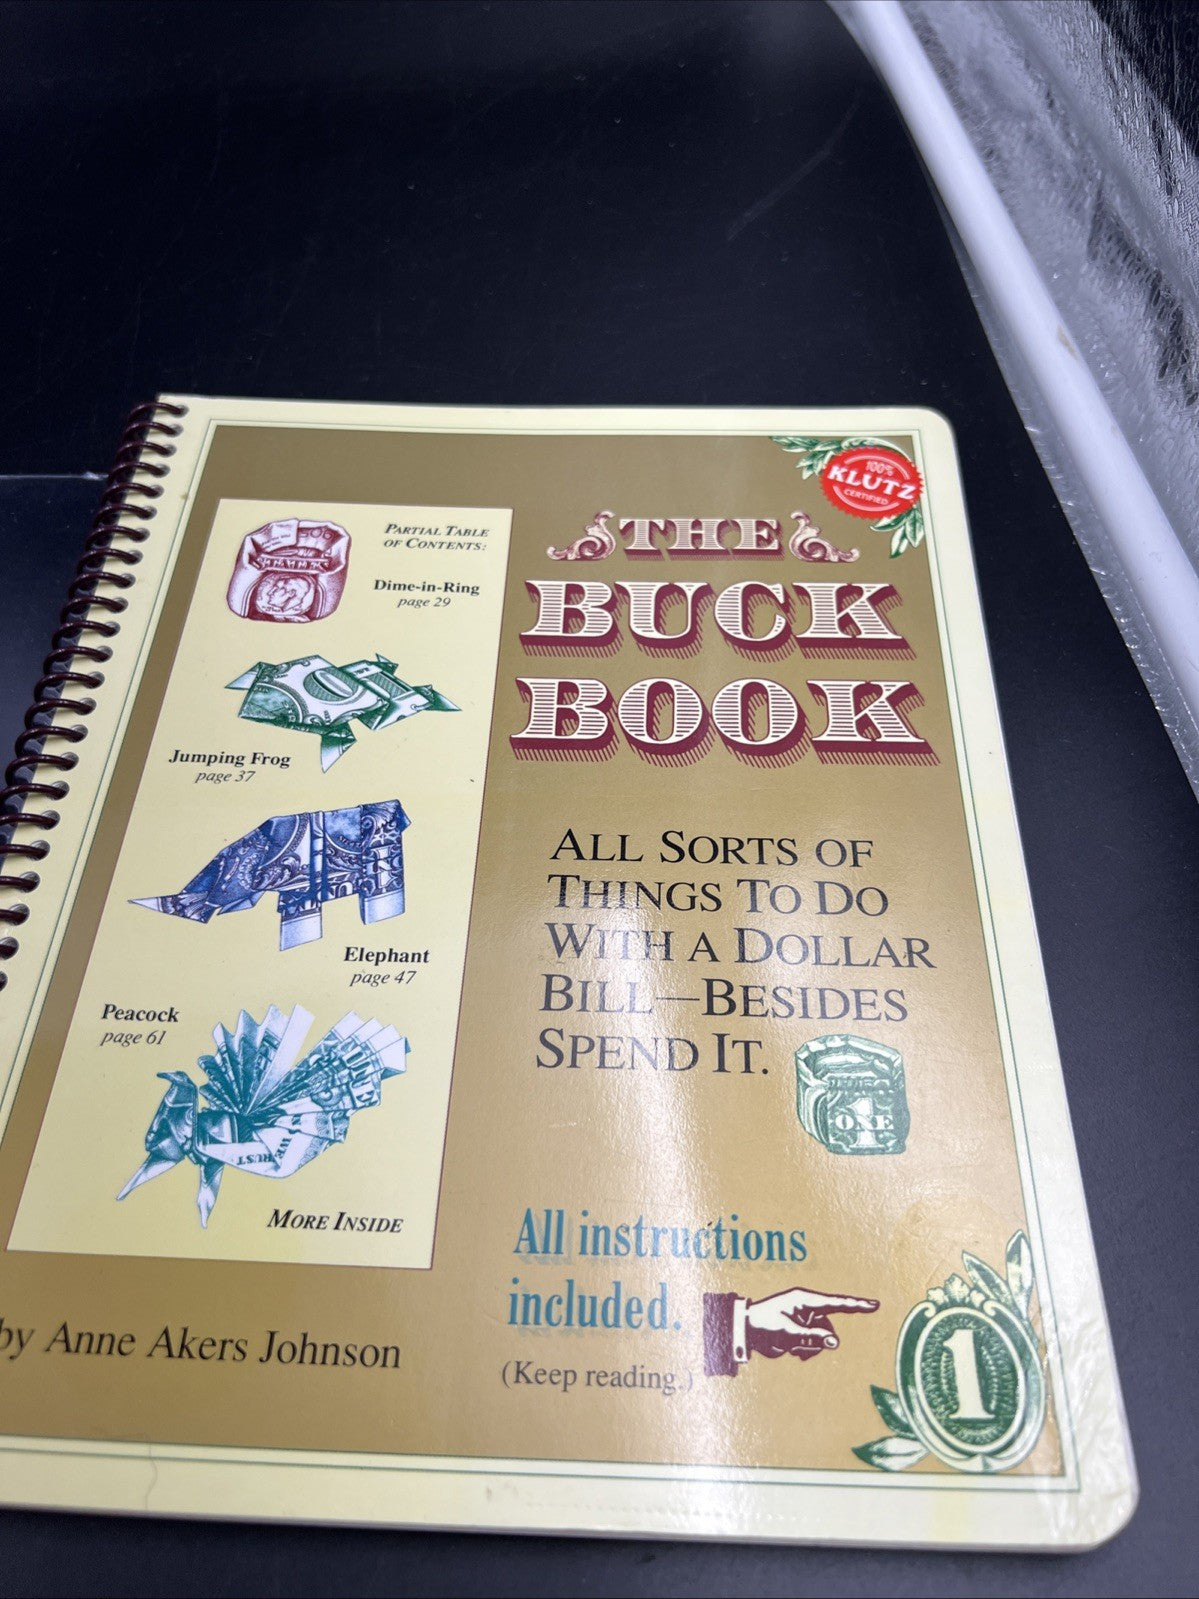 100%
KLUTZ
CERTIFIED
THE
BUCK
BOOK
PARTIAL TABLE
OF CONTENTS:
Dime-in-Ring
page 29
Jumping Frog
page 37
Elephant
page 47
Peacock
page 61
MORE INSIDE
ALL SORTS OF
THINGS TO DO
WITH A DOLLAR
BILL—BESIDES
SPEND IT.
ONE
1
All instructions
included.
(Keep reading.)
by Anne Akers Johnson
1